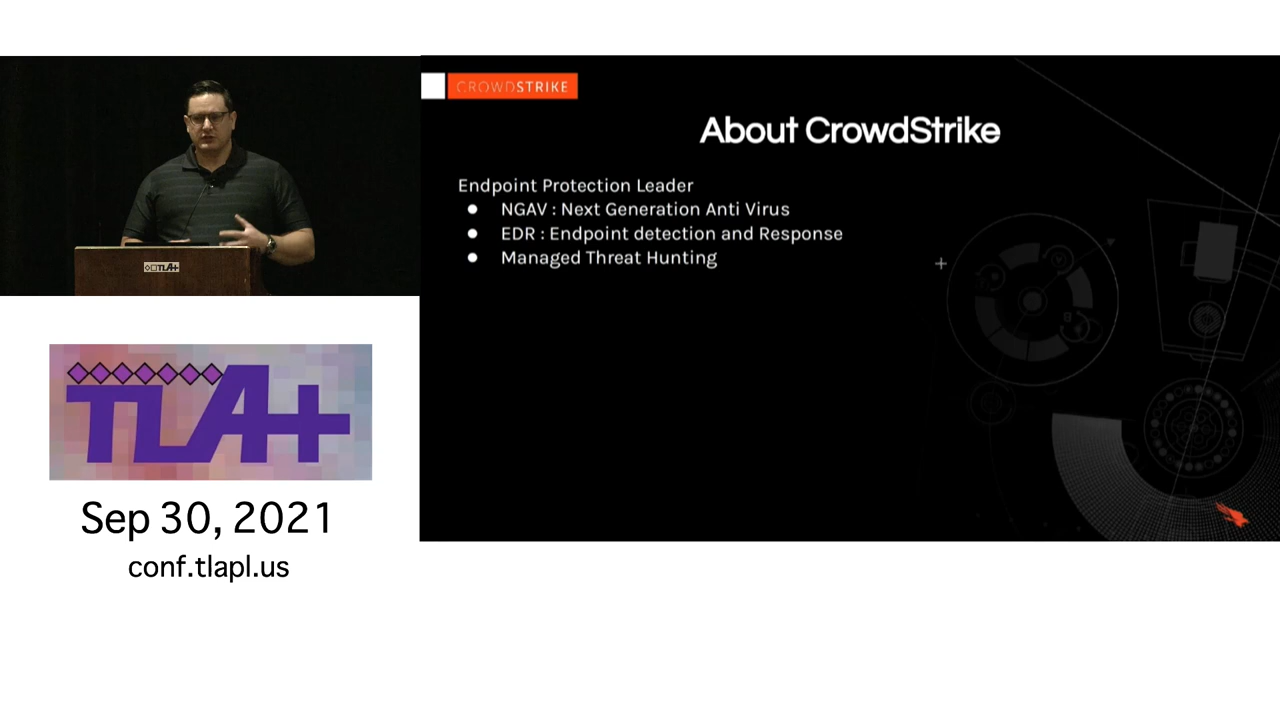 CROWDSTRIKE
About CrowdStrike
Endpoint Protection Leader
● NGAV : Next Generation Anti Virus
● EDR : Endpoint detection and Response
● Managed Threat Hunting
TLA+
TLA+
Sep 30, 2021
conf.tlapl.us